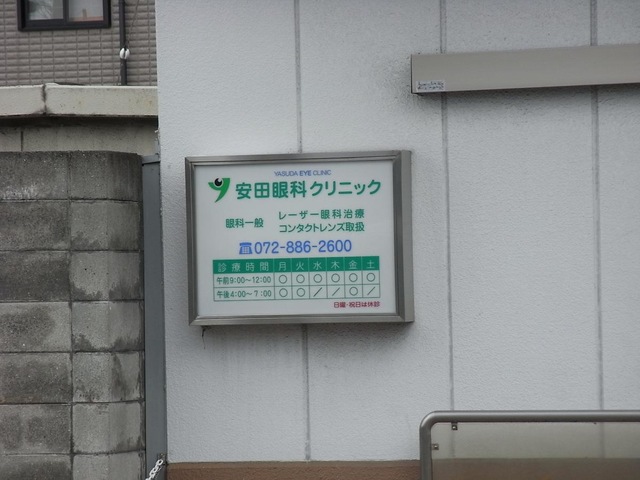 YASUDA EYE CLINIC
安田眼科クリニック
眼科一般 レーザー眼科治療
コンタクトレンズ取扱
☎072-886-2600
診療時間 月 火 水 木 金 土
午前9:00～12:00 ○ ○ ○ ○ ○ ○
午後4:00～7:00 ○ ○ ／ ／ ○ ／
日曜・祝日は休診